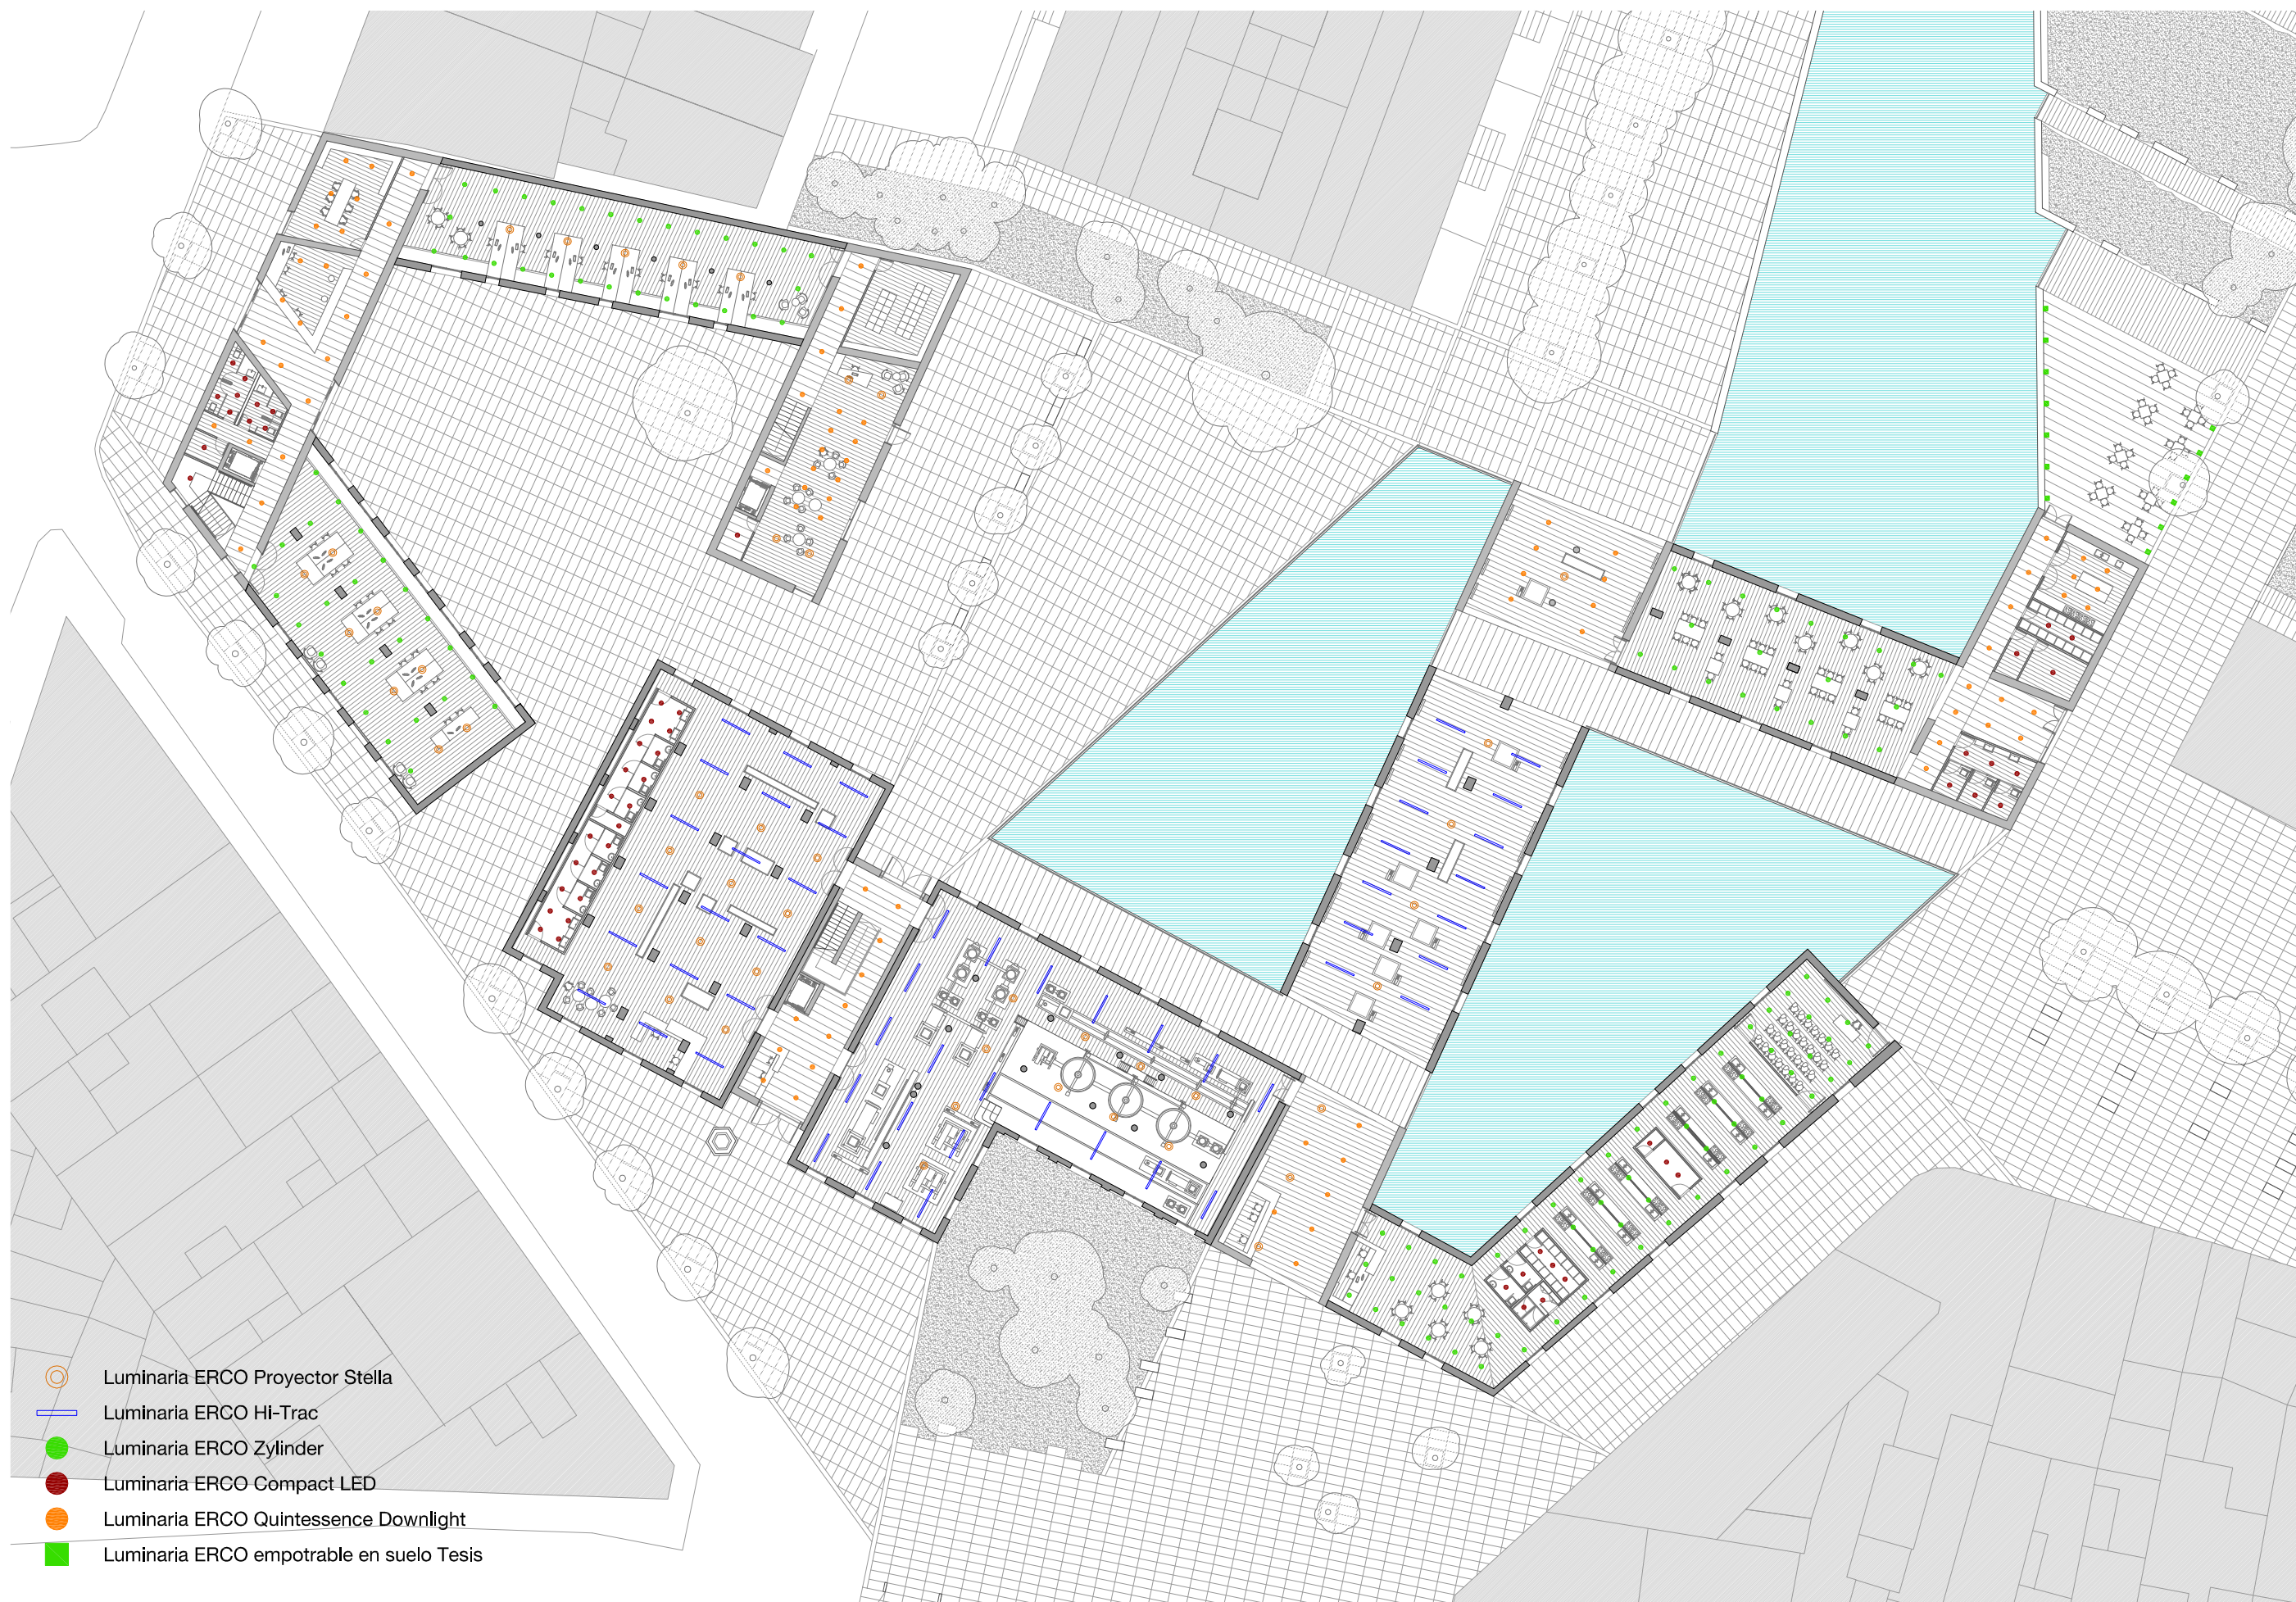 Luminaria ERCO Proyector Stella
Luminaria ERCO Hi-Trac
Luminaria ERCO Zylinder
Luminaria ERCO Compact LED
Luminaria ERCO Quintessence Downlight
Luminaria ERCO empotrable en suelo Tesis